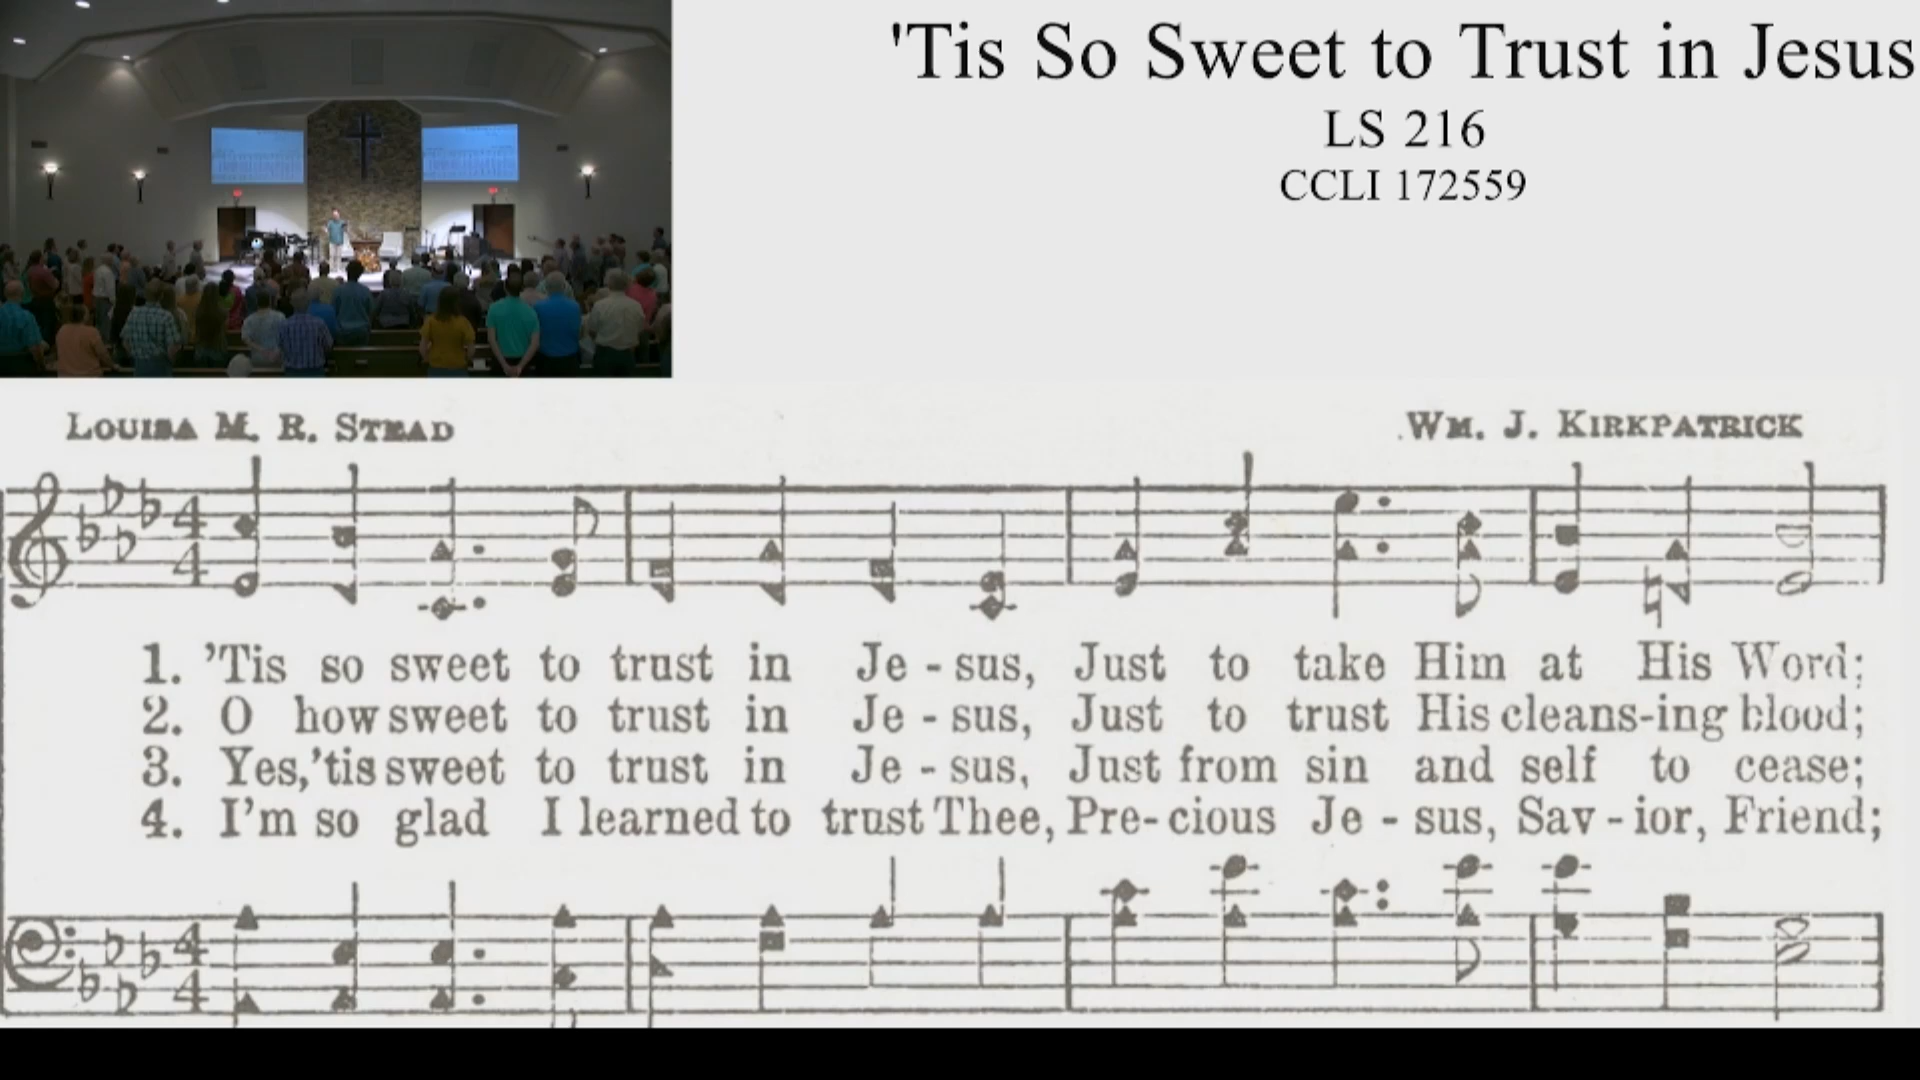 'Tis So Sweet to Trust in Jesus
LS 216
CCLI 172559
LOUISA M. R. STEAD
WM. J. KIRKPATRICK
4
4
1. 'Tis so sweet to trust in Je - sus, Just to take Him at His Word;
2. O how sweet to trust in Je - sus, Just to trust His cleans-ing blood;
3. Yes, 'tis sweet to trust in Je - sus, Just from sin and self to cease;
4. I'm so glad I learned to trust Thee, Pre- cious Je - sus, Sav - ior, Friend;
4
4